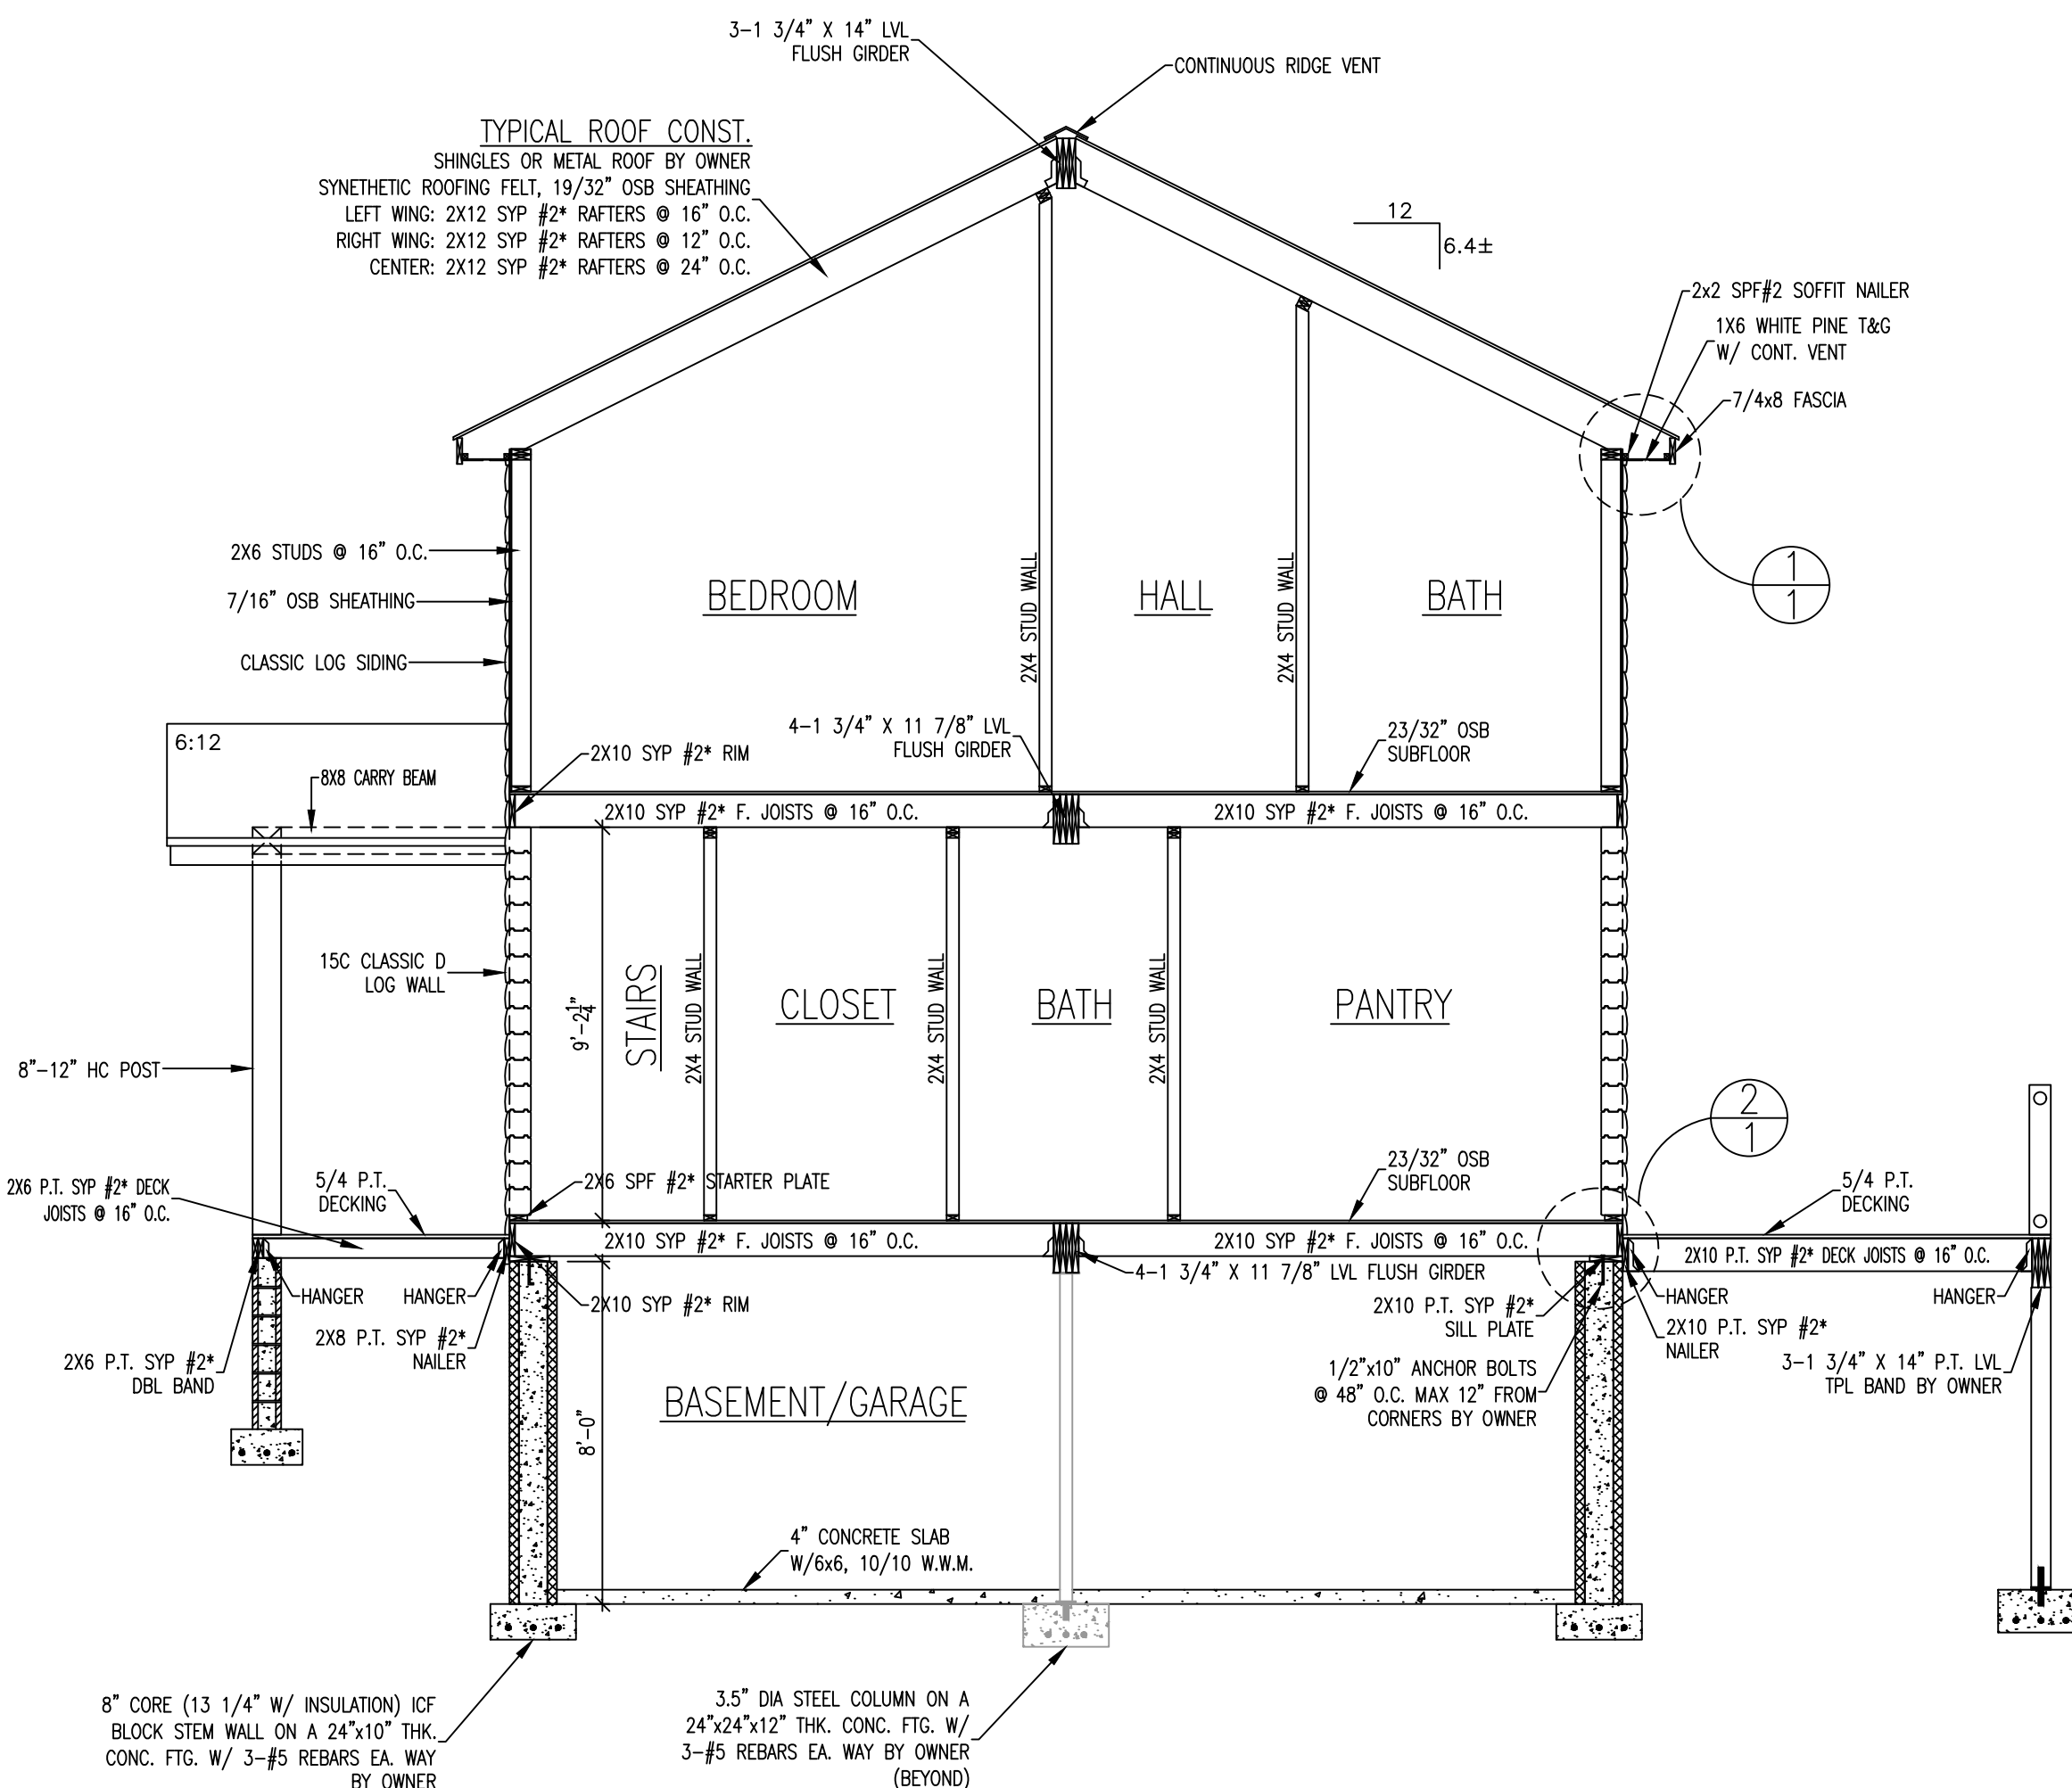 3-1 3/4" X 14" LVL
FLUSH GIRDER
CONTINUOUS RIDGE VENT
TYPICAL ROOF CONST.
SHINGLES OR METAL ROOF BY OWNER
SYNETHETIC ROOFING FELT, 19/32" OSB SHEATHING
LEFT WING: 2X12 SYP #2* RAFTERS @ 16" O.C.
RIGHT WING: 2X12 SYP #2* RAFTERS @ 12" O.C.
CENTER: 2X12 SYP #2* RAFTERS @ 24" O.C.
12
6.4±
2x2 SPF#2 SOFFIT NAILER
1X6 WHITE PINE T&G
W/ CONT. VENT
7/4x8 FASCIA
2X6 STUDS @ 16" O.C.
7/16" OSB SHEATHING
CLASSIC LOG SIDING
BEDROOM
2X4 STUD WALL
HALL
2X4 STUD WALL
BATH
1
1
6:12
8X8 CARRY BEAM
2X10 SYP #2* RIM
4-1 3/4" X 11 7/8" LVL
FLUSH GIRDER
23/32" OSB
SUBFLOOR
2X10 SYP #2* F. JOISTS @ 16" O.C.
2X10 SYP #2* F. JOISTS @ 16" O.C.
15C CLASSIC D
LOG WALL
8"-12" HC POST
9'-2 1/4"
STAIRS
2X4 STUD WALL
CLOSET
2X4 STUD WALL
BATH
2X4 STUD WALL
PANTRY
2
1
2X6 P.T. SYP #2* DECK
JOISTS @ 16" O.C.
5/4 P.T.
DECKING
2X6 SPF #2* STARTER PLATE
23/32" OSB
SUBFLOOR
5/4 P.T.
DECKING
2X10 SYP #2* F. JOISTS @ 16" O.C.
2X10 SYP #2* F. JOISTS @ 16" O.C.
2X10 P.T. SYP #2* DECK JOISTS @ 16" O.C.
4-1 3/4" X 11 7/8" LVL FLUSH GIRDER
HANGER
HANGER
2X10 SYP #2* RIM
2X10 P.T. SYP #2*
SILL PLATE
HANGER
HANGER
2X8 P.T. SYP #2*
NAILER
2X6 P.T. SYP #2*
DBL BAND
2X10 P.T. SYP #2*
NAILER
3-1 3/4" X 14" P.T. LVL
TPL BAND BY OWNER
1/2"x10" ANCHOR BOLTS
@ 48" O.C. MAX 12" FROM
CORNERS BY OWNER
BASEMENT/GARAGE
8'-0"
4" CONCRETE SLAB
W/6x6, 10/10 W.W.M.
8" CORE (13 1/4" W/ INSULATION) ICF
BLOCK STEM WALL ON A 24"x10" THK.
CONC. FTG. W/ 3-#5 REBARS EA. WAY
BY OWNER
3.5" DIA STEEL COLUMN ON A
24"x24"x12" THK. CONC. FTG. W/
3-#5 REBARS EA. WAY BY OWNER
(BEYOND)